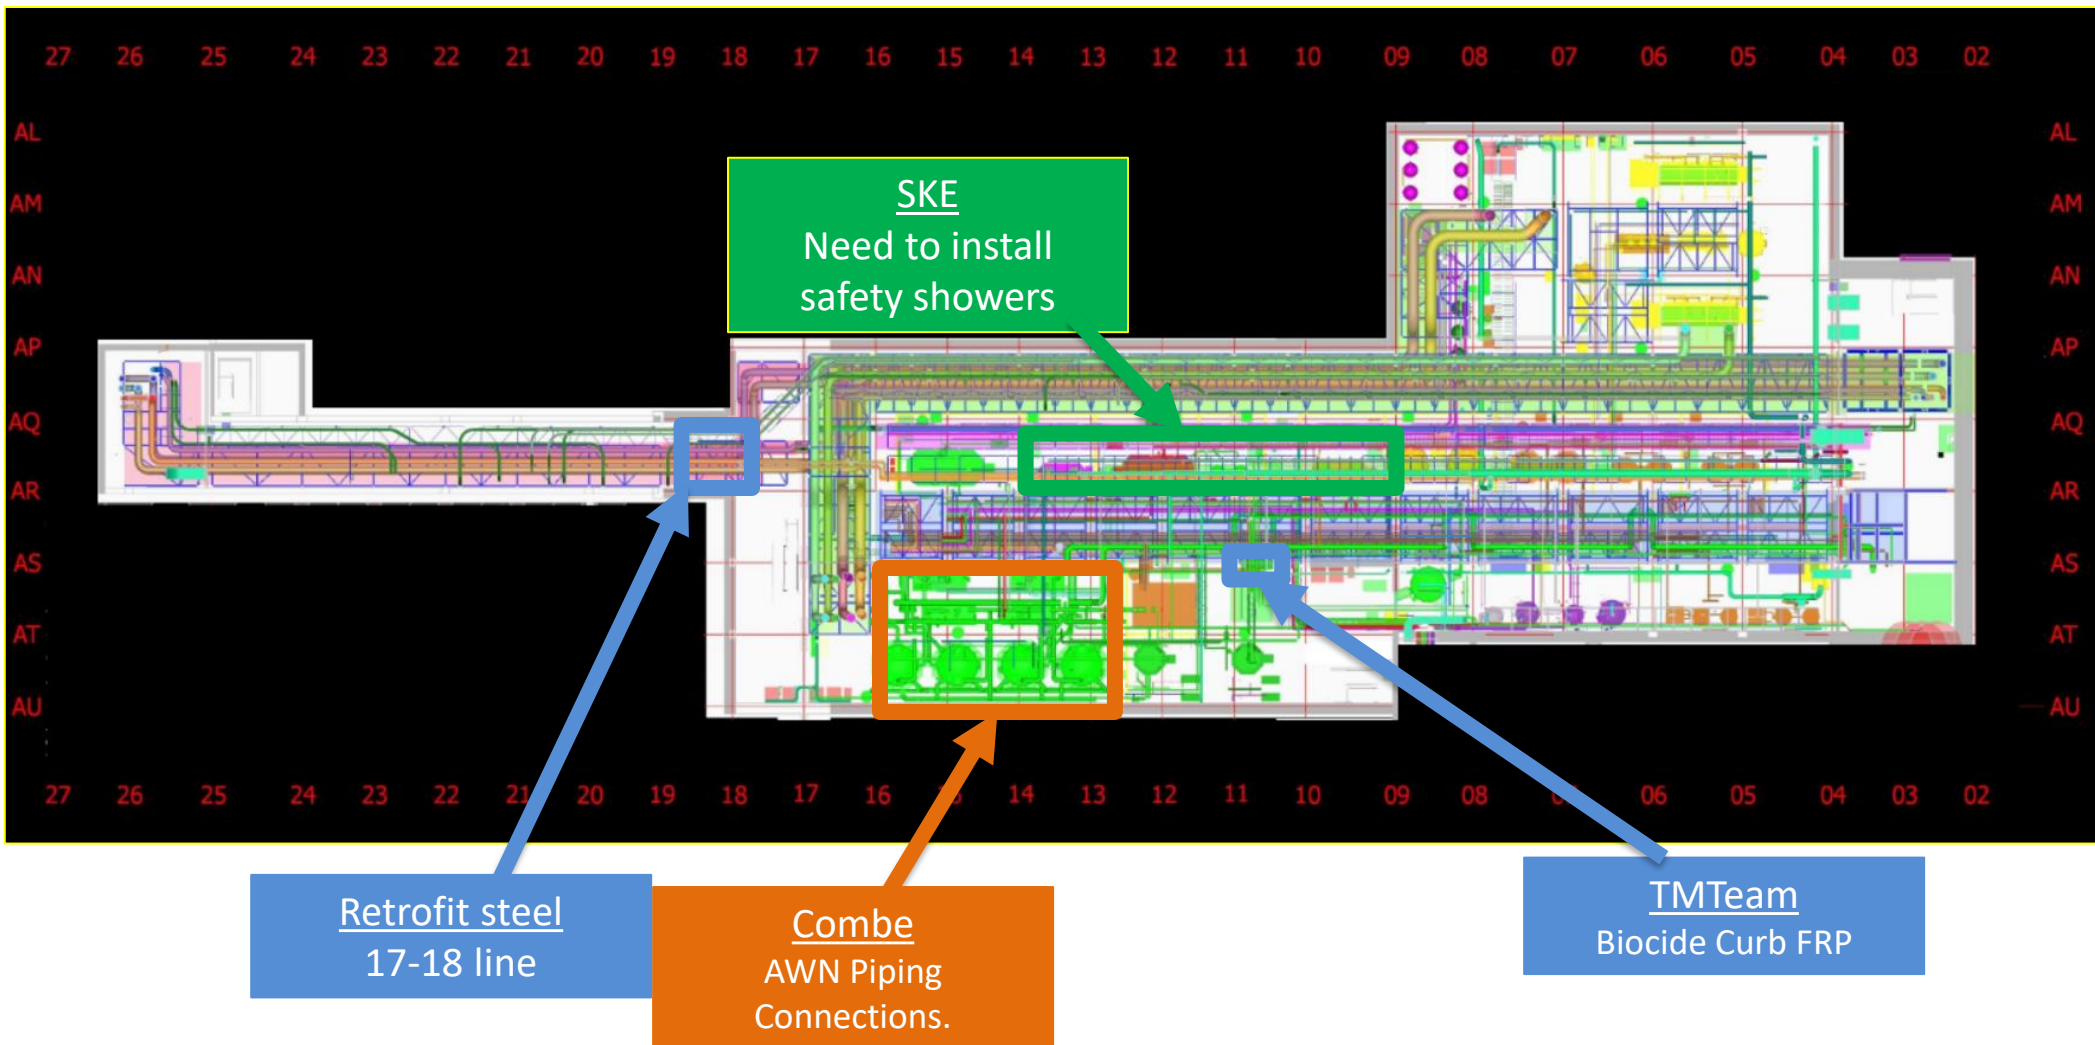 27 26 25 24 23 22 21 20 19 18 17 16 15 14 13 12 11 10 09 08 07 06 05 04 03 02
AL AL
AM AM
AN AN
AP AP
AQ AQ
AR AR
AS AS
AT AT
AU AU
SKE
Need to install
safety showers
27 26 25 24 23 22 21 20 19 18 17 16 15 14 13 12 11 10 09 08 06 05 04 03 02
Retrofit steel
17-18 line
Combe
AWN Piping
Connections.
TMTeam
Biocide Curb FRP